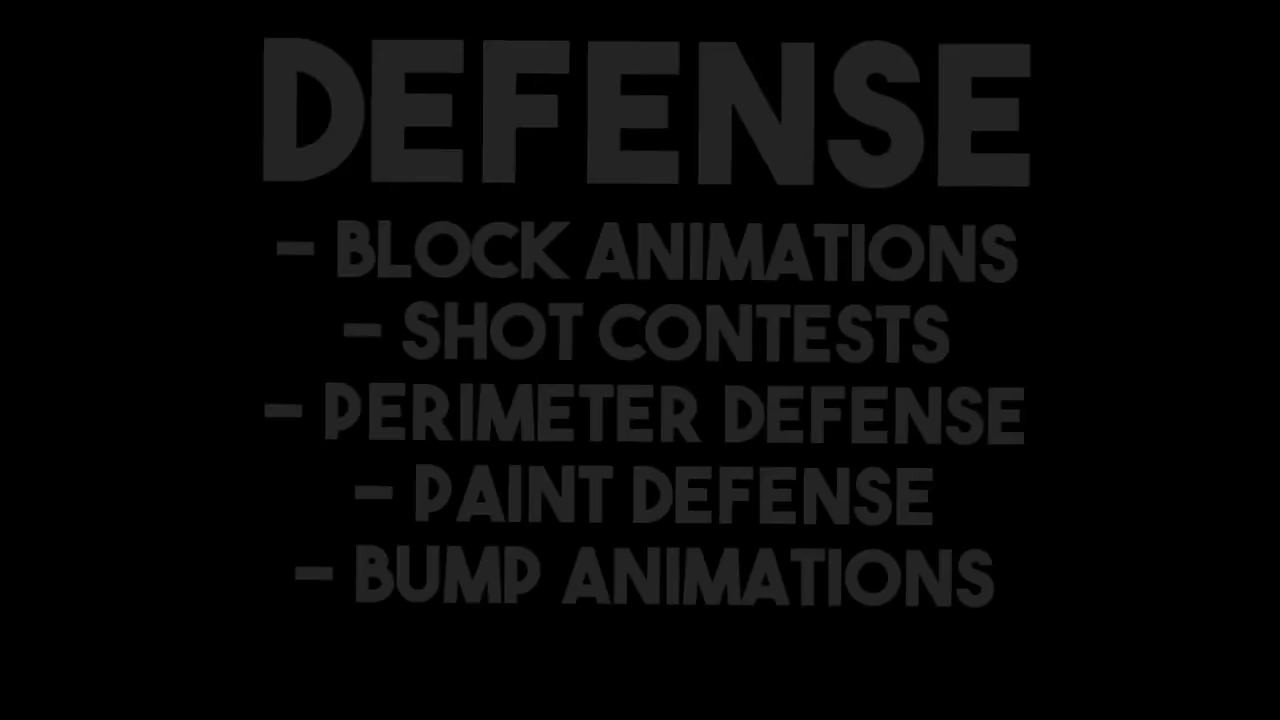 DEFENSE
- BLOCK ANIMATIONS
- SHOT CONTESTS
- PERIMETER DEFENSE
- PAINT DEFENSE
- BUMP ANIMATIONS